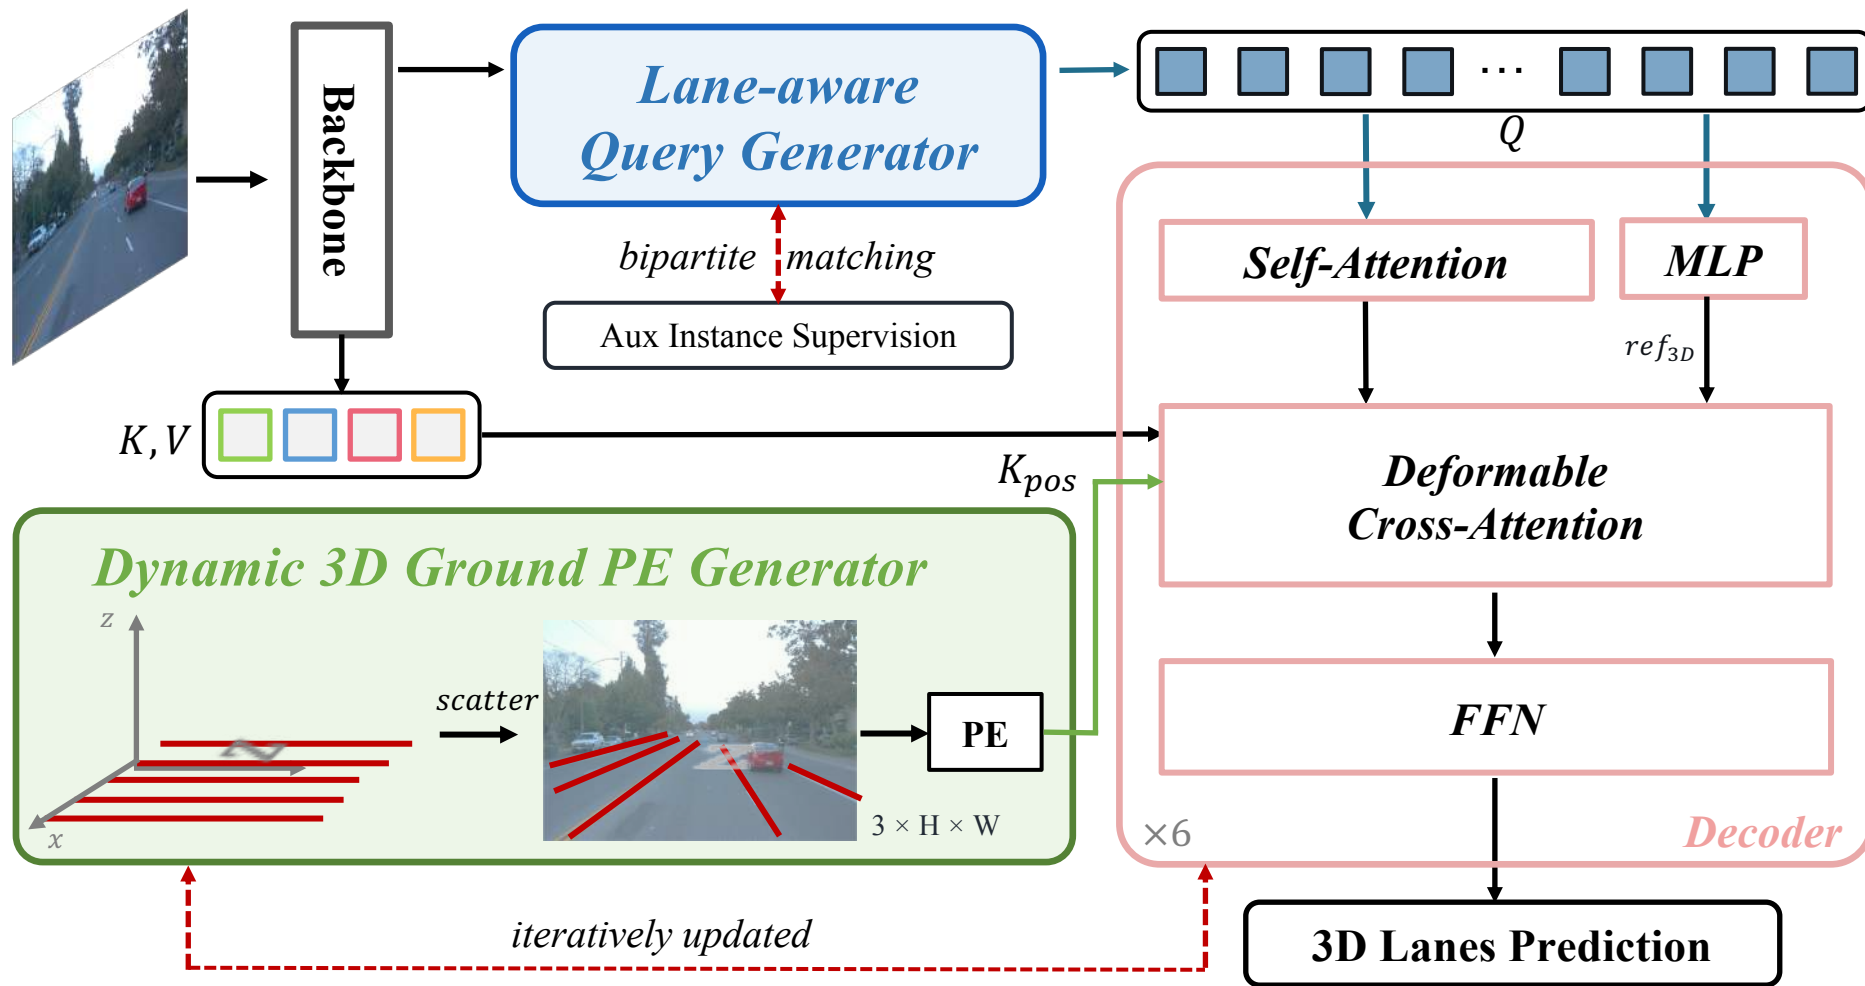 Backbone
Lane-aware
Query Generator
Q
bipartite matching
Aux Instance Supervision
Self-Attention
MLP
ref3D
K, V
Kpos
Deformable
Cross-Attention
Dynamic 3D Ground PE Generator
z
x
scatter
PE
3 × H × W
FFN
×6
Decoder
iteratively updated
3D Lanes Prediction